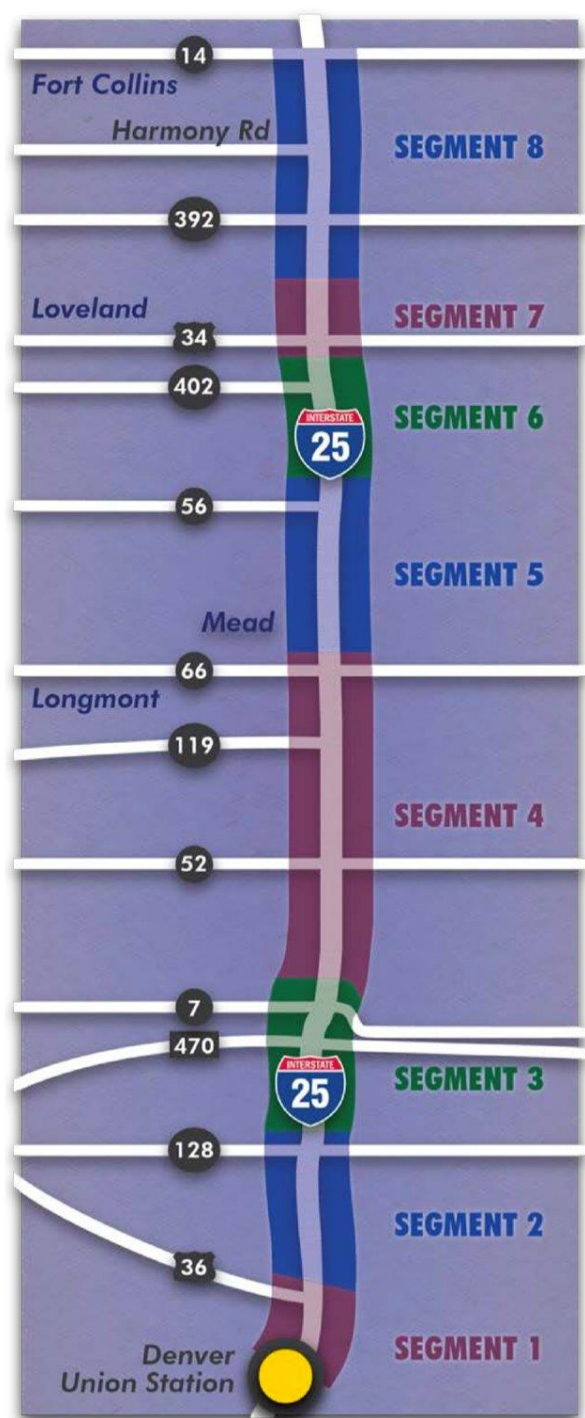 14
Fort Collins
Harmony Rd
SEGMENT 8
392
Loveland
SEGMENT 7
34
402
SEGMENT 6
INTERSTATE
25
56
SEGMENT 5
Mead
66
Longmont
119
SEGMENT 4
52
7
470
INTERSTATE
25
SEGMENT 3
128
SEGMENT 2
36
Denver
Union Station
SEGMENT 1